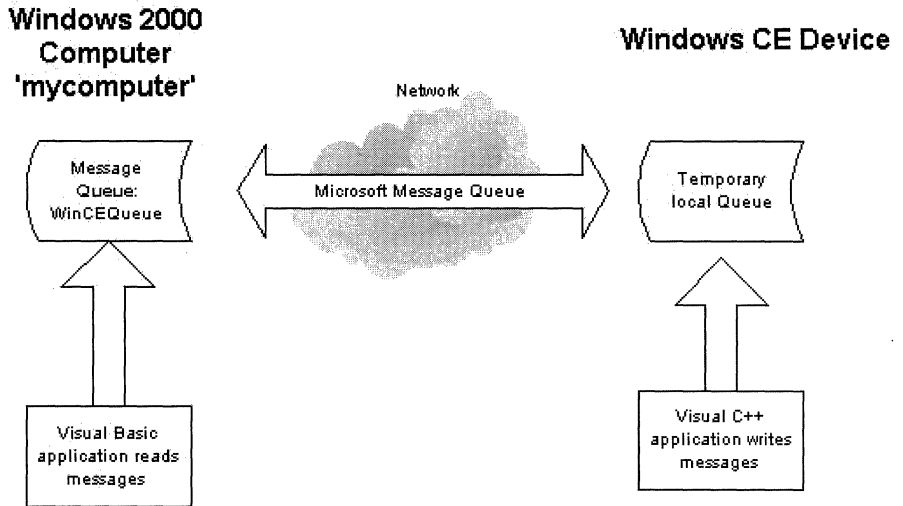 Windows 2000
Computer
'mycomputer'
Windows CE Device
Network
Message
Queue:
WinCEQueue
Microsoft Message Queue
Temporary
local Queue
Visual Basic
application reads
messages
Visual C++
application writes
messages